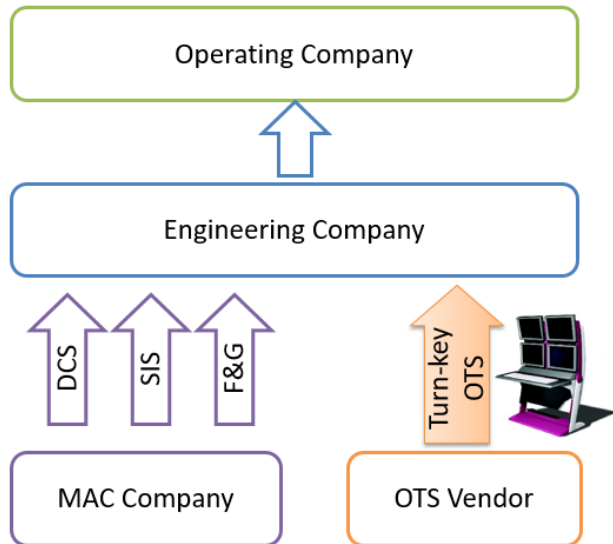 Operating Company
Engineering Company
DCS
SIS
F&G
Turn-key
OTS
MAC Company
OTS Vendor